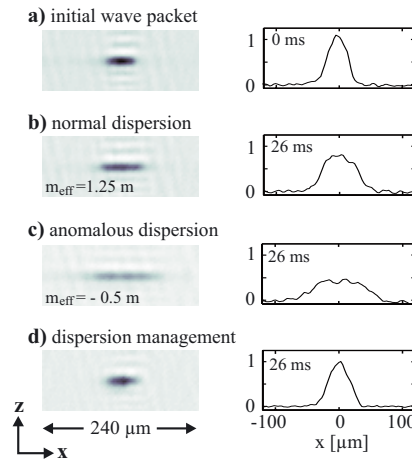 a) initial wave packet
1
0
0 ms
b) normal dispersion
m_eff=1.25 m
1
0
26 ms
c) anomalous dispersion
m_eff= - 0.5 m
1
0
26 ms
d) dispersion management
1
0
26 ms
-100 0 100
x [µm]
z
x
240 µm